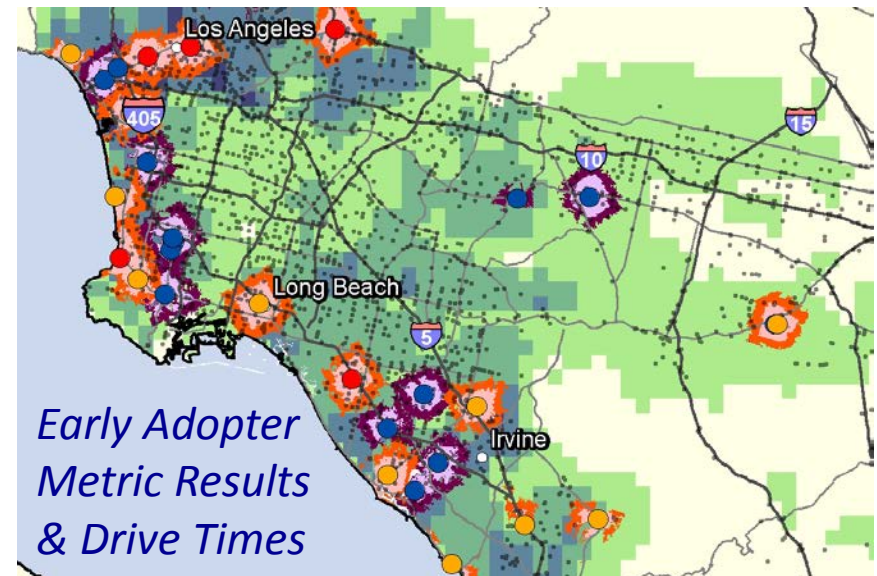 Los Angeles
405
15
10
Long Beach
5
Irvine
Early Adopter
Metric Results
& Drive Times